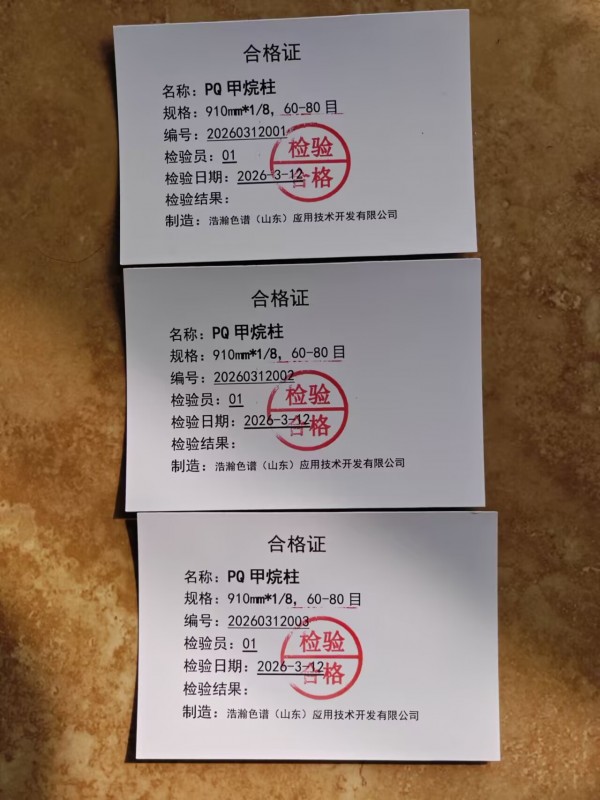 合格证
名称：PQ 甲烷柱
规格：910mm*1/8，60-80 目
编号：20260312001
检验员：01
检验日期：2026-3-12
检验结果：
制造：浩瀚色谱（山东）应用技术开发有限公司
检验
合格
合格证
名称：PQ 甲烷柱
规格：910mm*1/8，60-80 目
编号：20260312002
检验员：01
检验日期：2026-3-12
检验结果：
制造：浩瀚色谱（山东）应用技术开发有限公司
检验
合格
合格证
名称：PQ 甲烷柱
规格：910mm*1/8，60-80 目
编号：20260312003
检验员：01
检验日期：2026-3-12
检验结果：
制造：浩瀚色谱（山东）应用技术开发有限公司
检验
合格